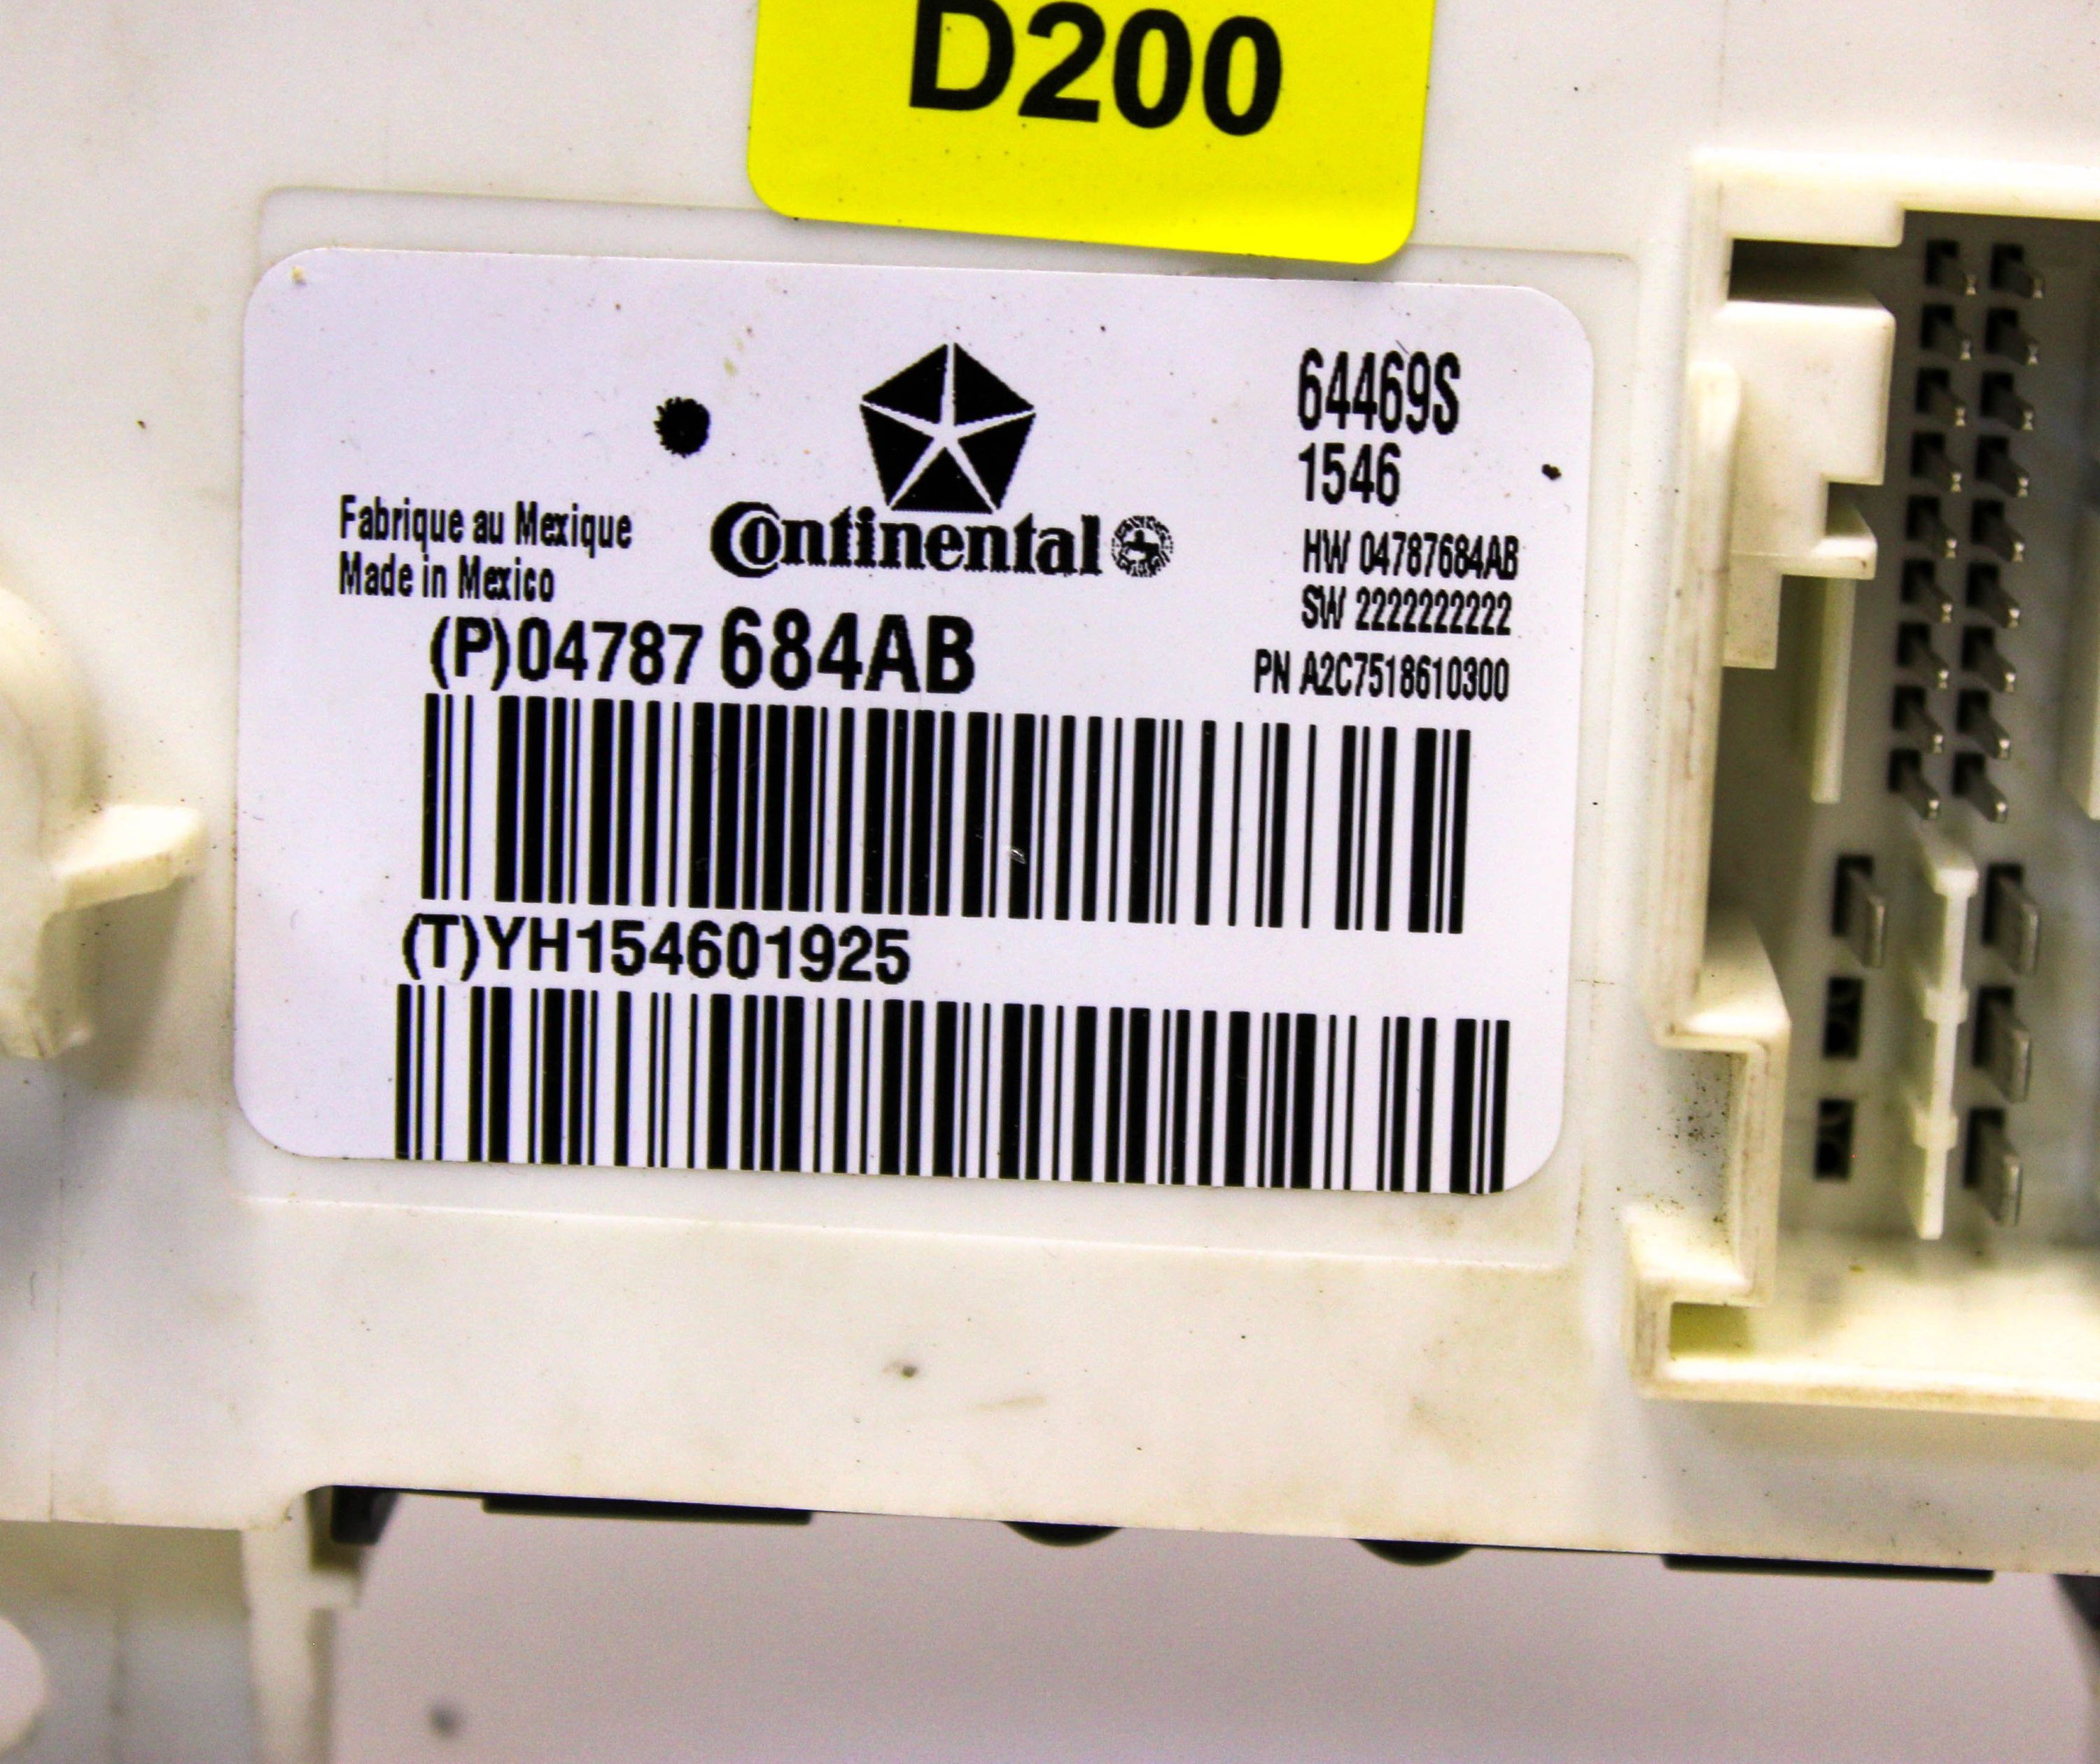 D200
64469S
1546
Fabrique au Mexique
Made in Mexico
Continental
HW 04787684AB
SW 2222222222
PN A2C7518610300
(P)04787 684AB
(T)YH154601925